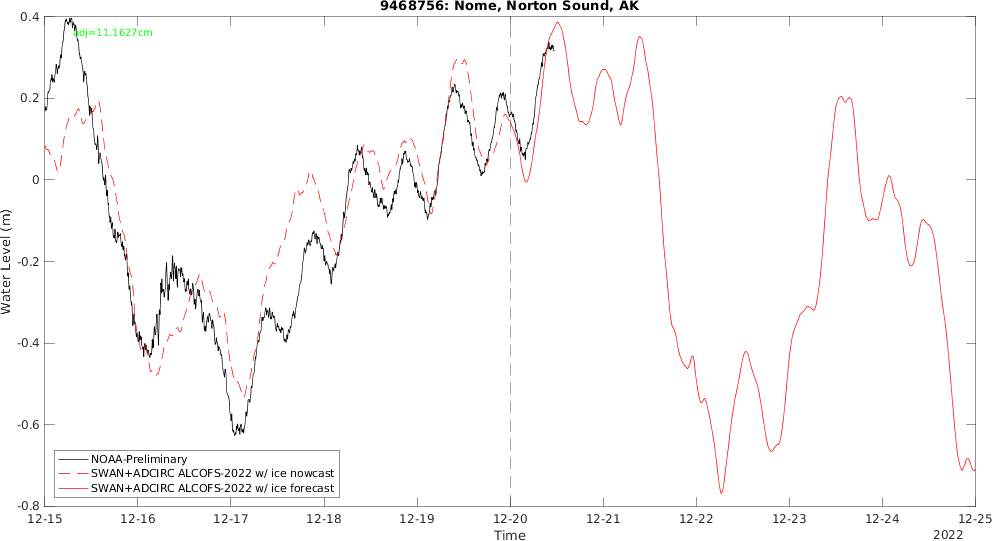 9468756: Nome, Norton Sound, AK
adj=11.1627cm
0.4
0.2
0
-0.2
-0.4
-0.6
-0.8
Water Level (m)
NOAA-Preliminary
SWAN+ADCIRC ALCOFS-2022 w/ ice nowcast
SWAN+ADCIRC ALCOFS-2022 w/ ice forecast
12-15 12-16 12-17 12-18 12-19 12-20 12-21 12-22 12-23 12-24 12-25
Time
2022